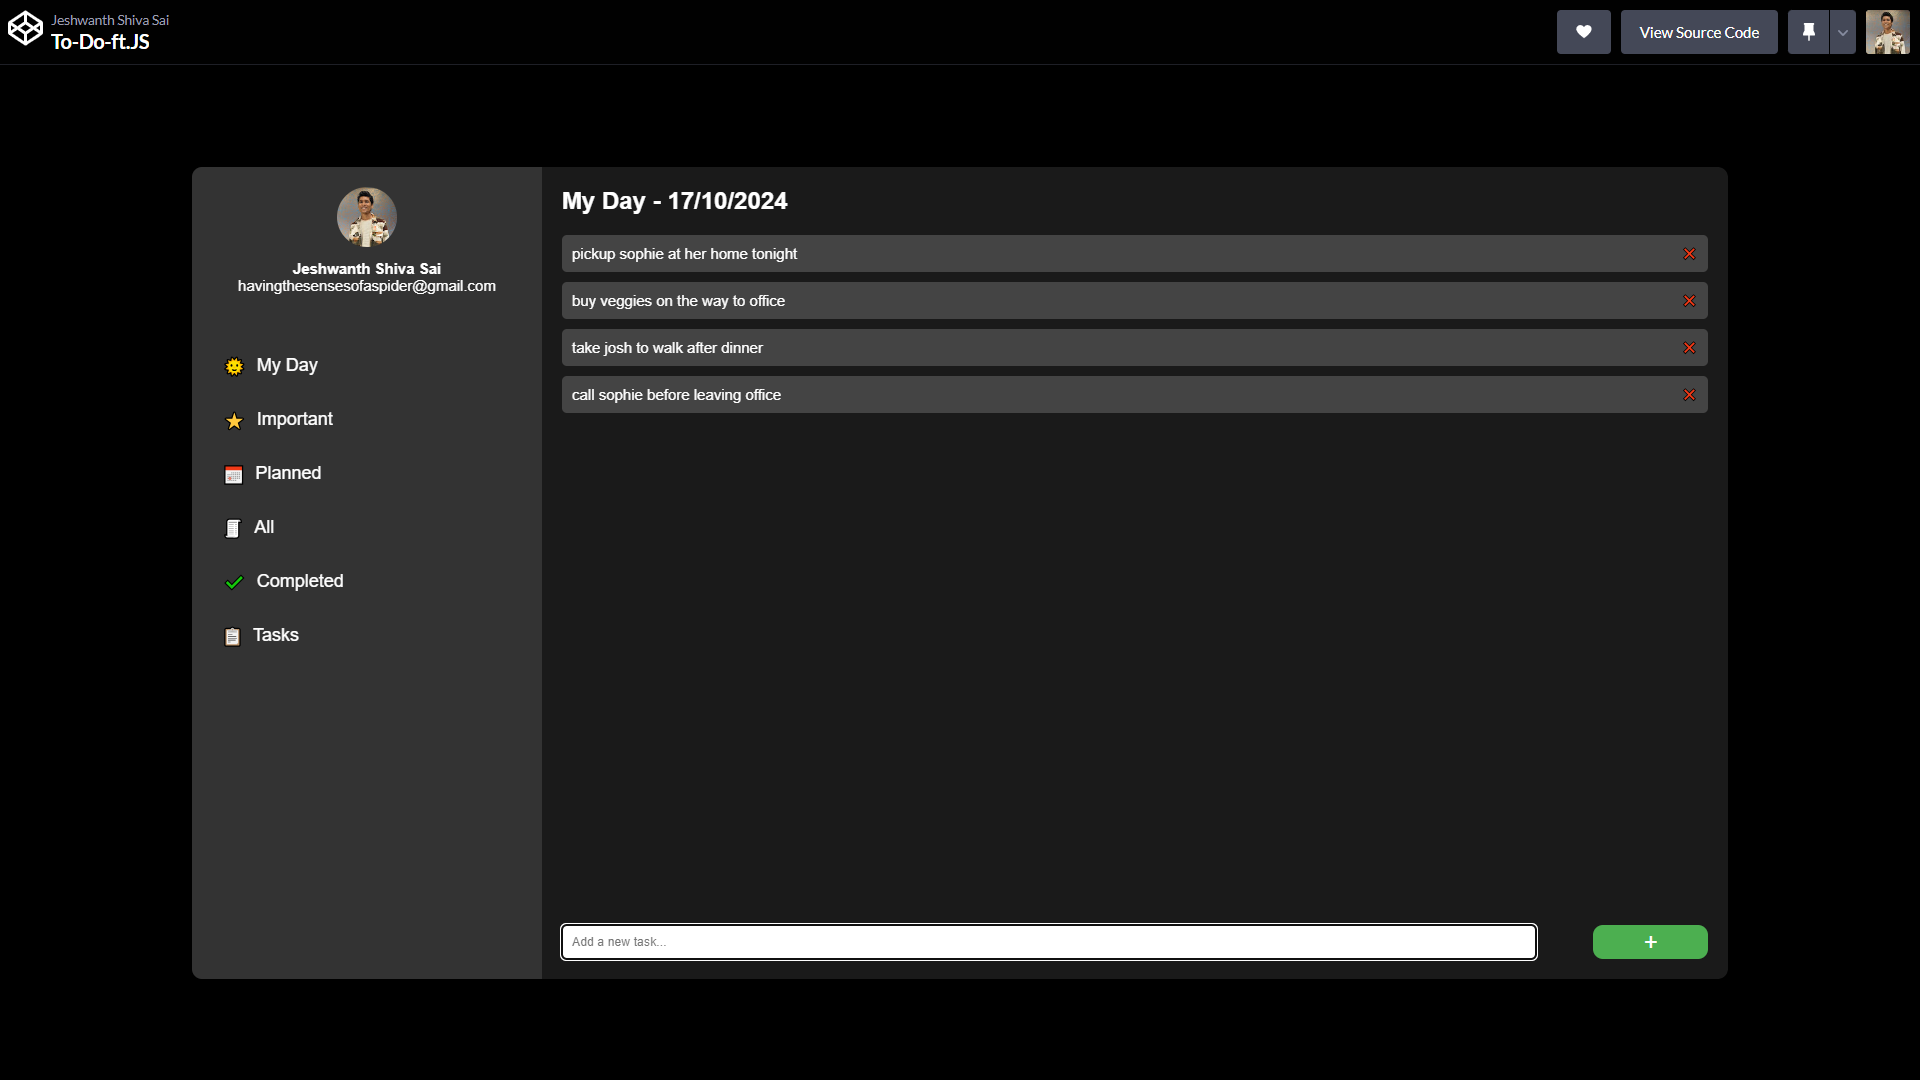 Jeshwanth Shiva Sai
To-Do-ft.JS
View Source Code
Jeshwanth Shiva Sai
havingthesensesofaspider@gmail.com
My Day
Important
Planned
All
Completed
Tasks
My Day - 17/10/2024
pickup sophie at her home tonight
buy veggies on the way to office
take josh to walk after dinner
call sophie before leaving office
Add a new task...
+